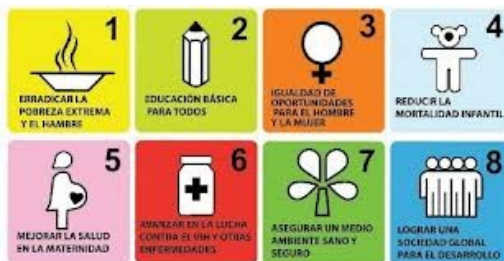 1
ERRADICAR LA
POBREZA EXTREMA
Y EL HAMBRE
2
EDUCACIÓN BÁSICA
PARA TODOS
3
IGUALDAD DE
OPORTUNIDADES
PARA EL HOMBRE
Y LA MUJER
4
REDUCIR LA
MORTALIDAD INFANTIL
5
MEJORAR LA SALUD
EN LA MATERNIDAD
6
AVANZAR EN LA LUCHA
CONTRA EL VIH Y OTRAS
ENFERMEDADES
7
ASEGURAR UN MEDIO
AMBIENTE SANO Y
SEGURO
8
LOGRAR UNA
SOCIEDAD GLOBAL
PARA EL DESARROLLO